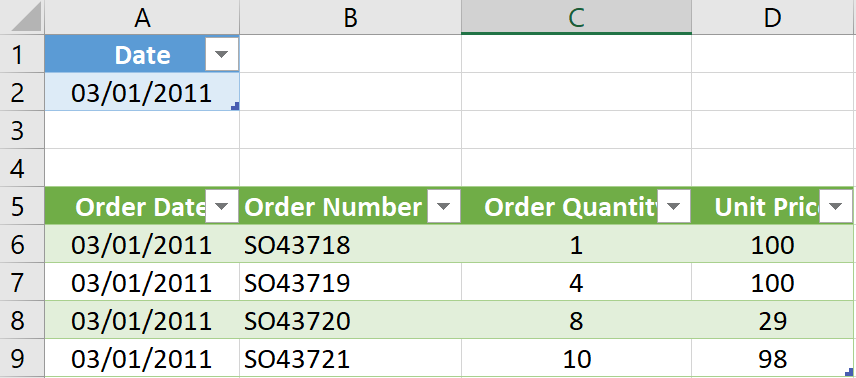 A B C D
1 Date
2 03/01/2011
3
4
5 Order Date Order Number Order Quantity Unit Pric
6 03/01/2011 SO43718 1 100
7 03/01/2011 SO43719 4 100
8 03/01/2011 SO43720 8 29
9 03/01/2011 SO43721 10 98